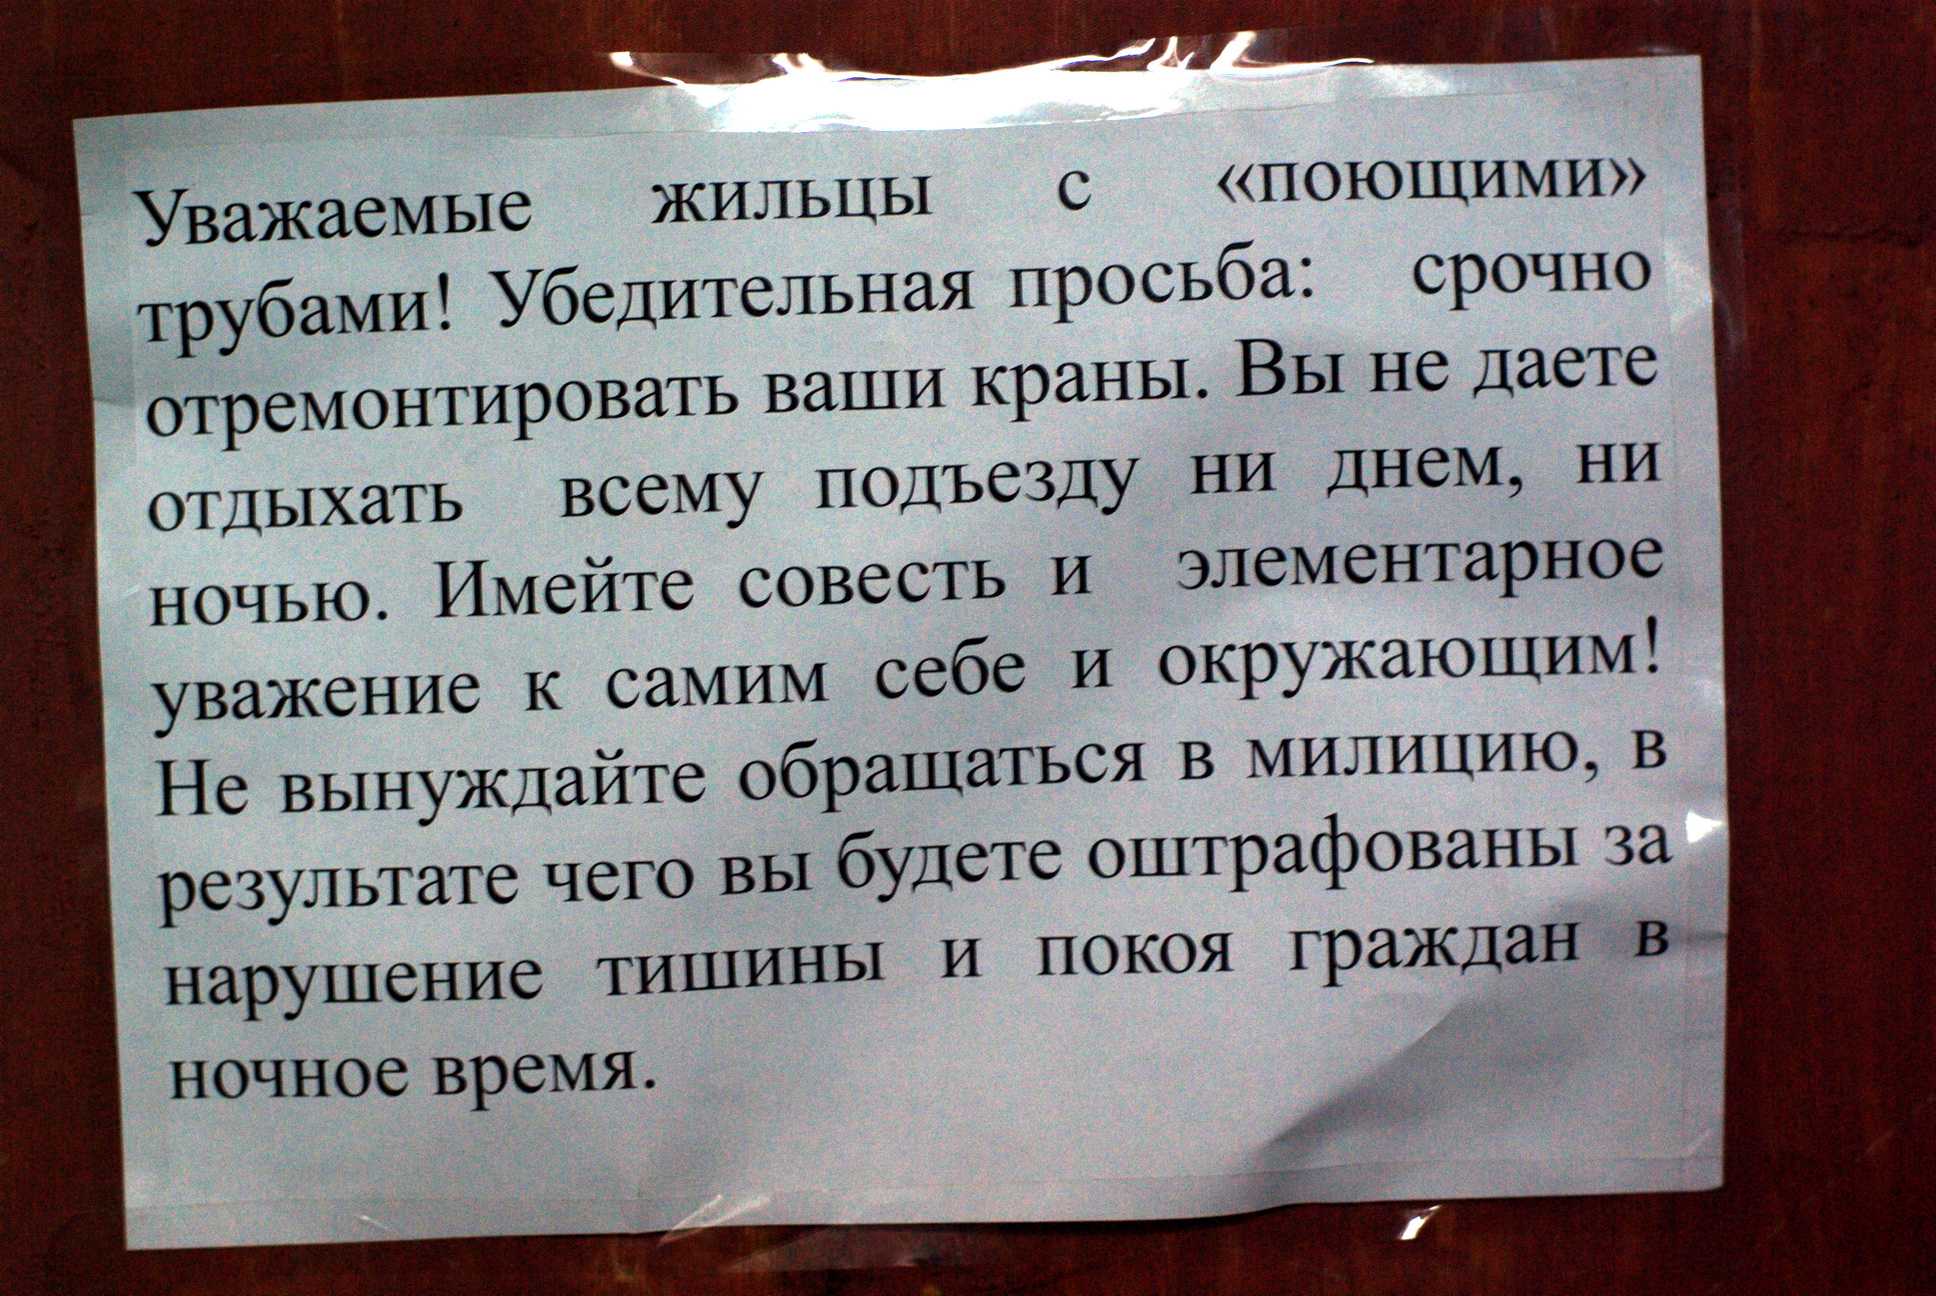 Уважаемые жильцы с «поющими»
трубами! Убедительная просьба: срочно
отремонтировать ваши краны. Вы не даете
отдыхать всему подъезду ни днем, ни
ночью. Имейте совесть и элементарное
уважение к самим себе и окружающим!
Не вынуждайте обращаться в милицию, в
результате чего вы будете оштрафованы за
нарушение тишины и покоя граждан в
ночное время.